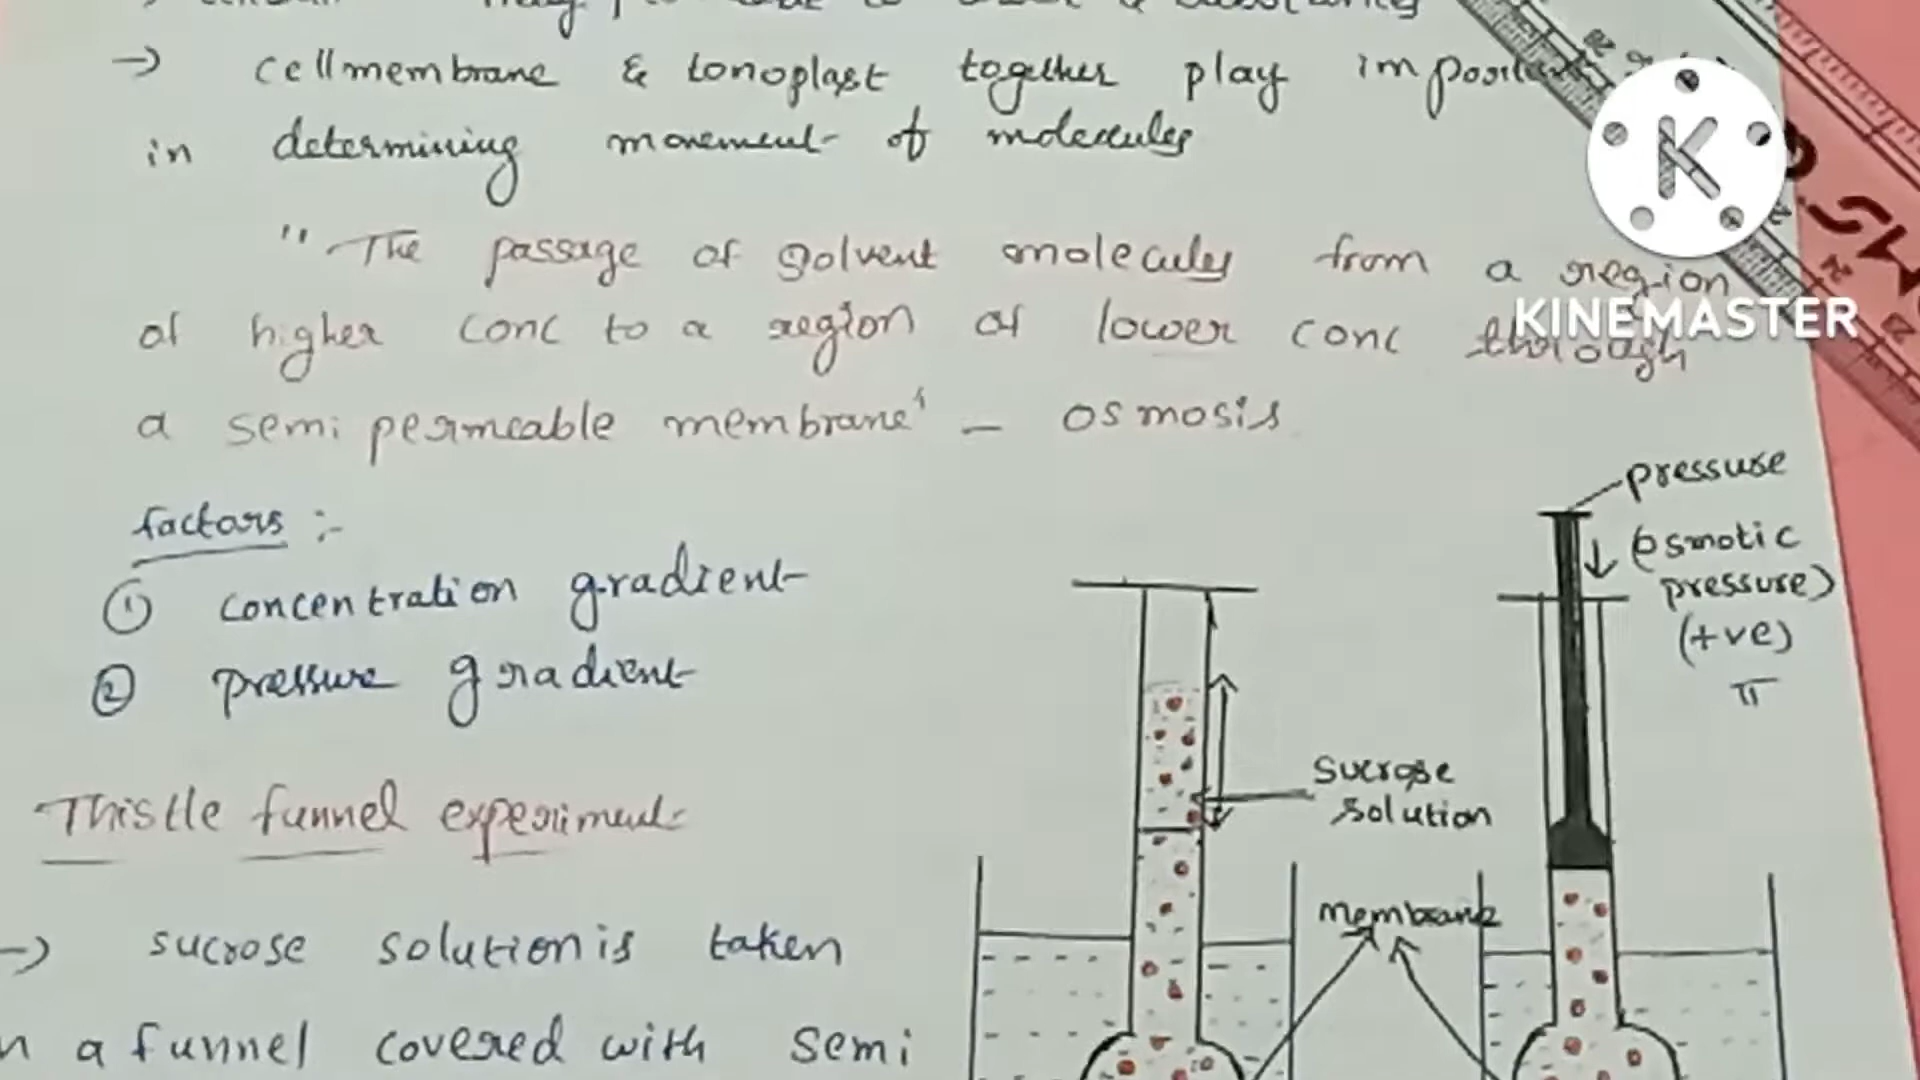 → cell membrane & tonoplast together play
in determining movement of molecules
"The passage of solvent molecules from a region
of higher conc to a region of lower conc through
a semi permeable membrane" - osmosis
factors :-
① concentration gradient
② pressure gradient
Thistle funnel experiment
→ sucrose solution is taken
a funnel covered with semi
pressure
(osmotic
pressure)
(+ve)
π
sucrose
solution
membrane
KINEMASTER
K